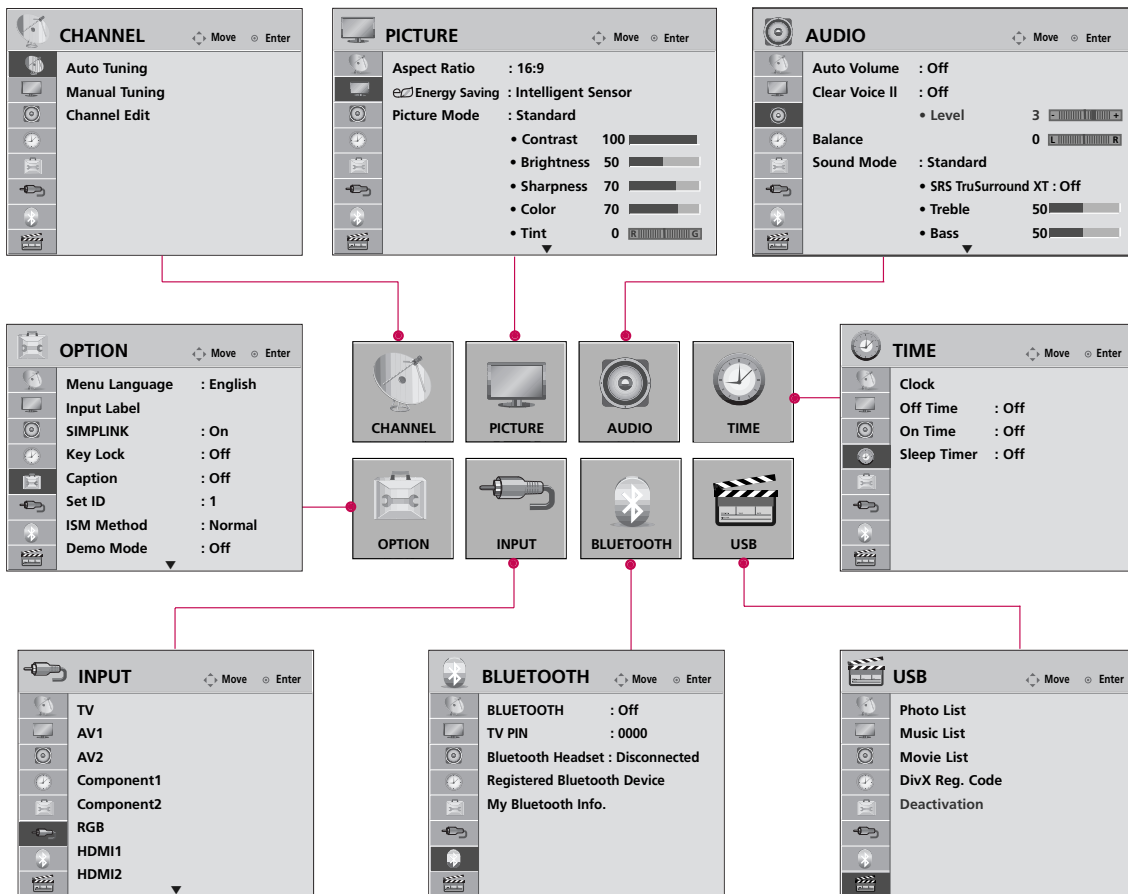 CHANNEL Move Enter
Auto Tuning
Manual Tuning
Channel Edit
PICTURE Move Enter
Aspect Ratio : 16:9
Energy Saving : Intelligent Sensor
Picture Mode : Standard
• Contrast 100
• Brightness 50
• Sharpness 70
• Color 70
• Tint 0 R G
AUDIO Move Enter
Auto Volume : Off
Clear Voice II : Off
• Level 3 - +
Balance 0 L R
Sound Mode : Standard
• SRS TruSurround XT : Off
• Treble 50
• Bass 50
OPTION Move Enter
Menu Language : English
Input Label
SIMPLINK : On
Key Lock : Off
Caption : Off
Set ID : 1
ISM Method : Normal
Demo Mode : Off
CHANNEL
PICTURE
AUDIO
TIME
OPTION
INPUT
BLUETOOTH
USB
TIME Move Enter
Clock
Off Time : Off
On Time : Off
Sleep Timer : Off
INPUT Move Enter
TV
AV1
AV2
Component1
Component2
RGB
HDMI1
HDMI2
BLUETOOTH Move Enter
BLUETOOTH : Off
TV PIN : 0000
Bluetooth Headset : Disconnected
Registered Bluetooth Device
My Bluetooth Info.
USB Move Enter
Photo List
Music List
Movie List
DivX Reg. Code
Deactivation